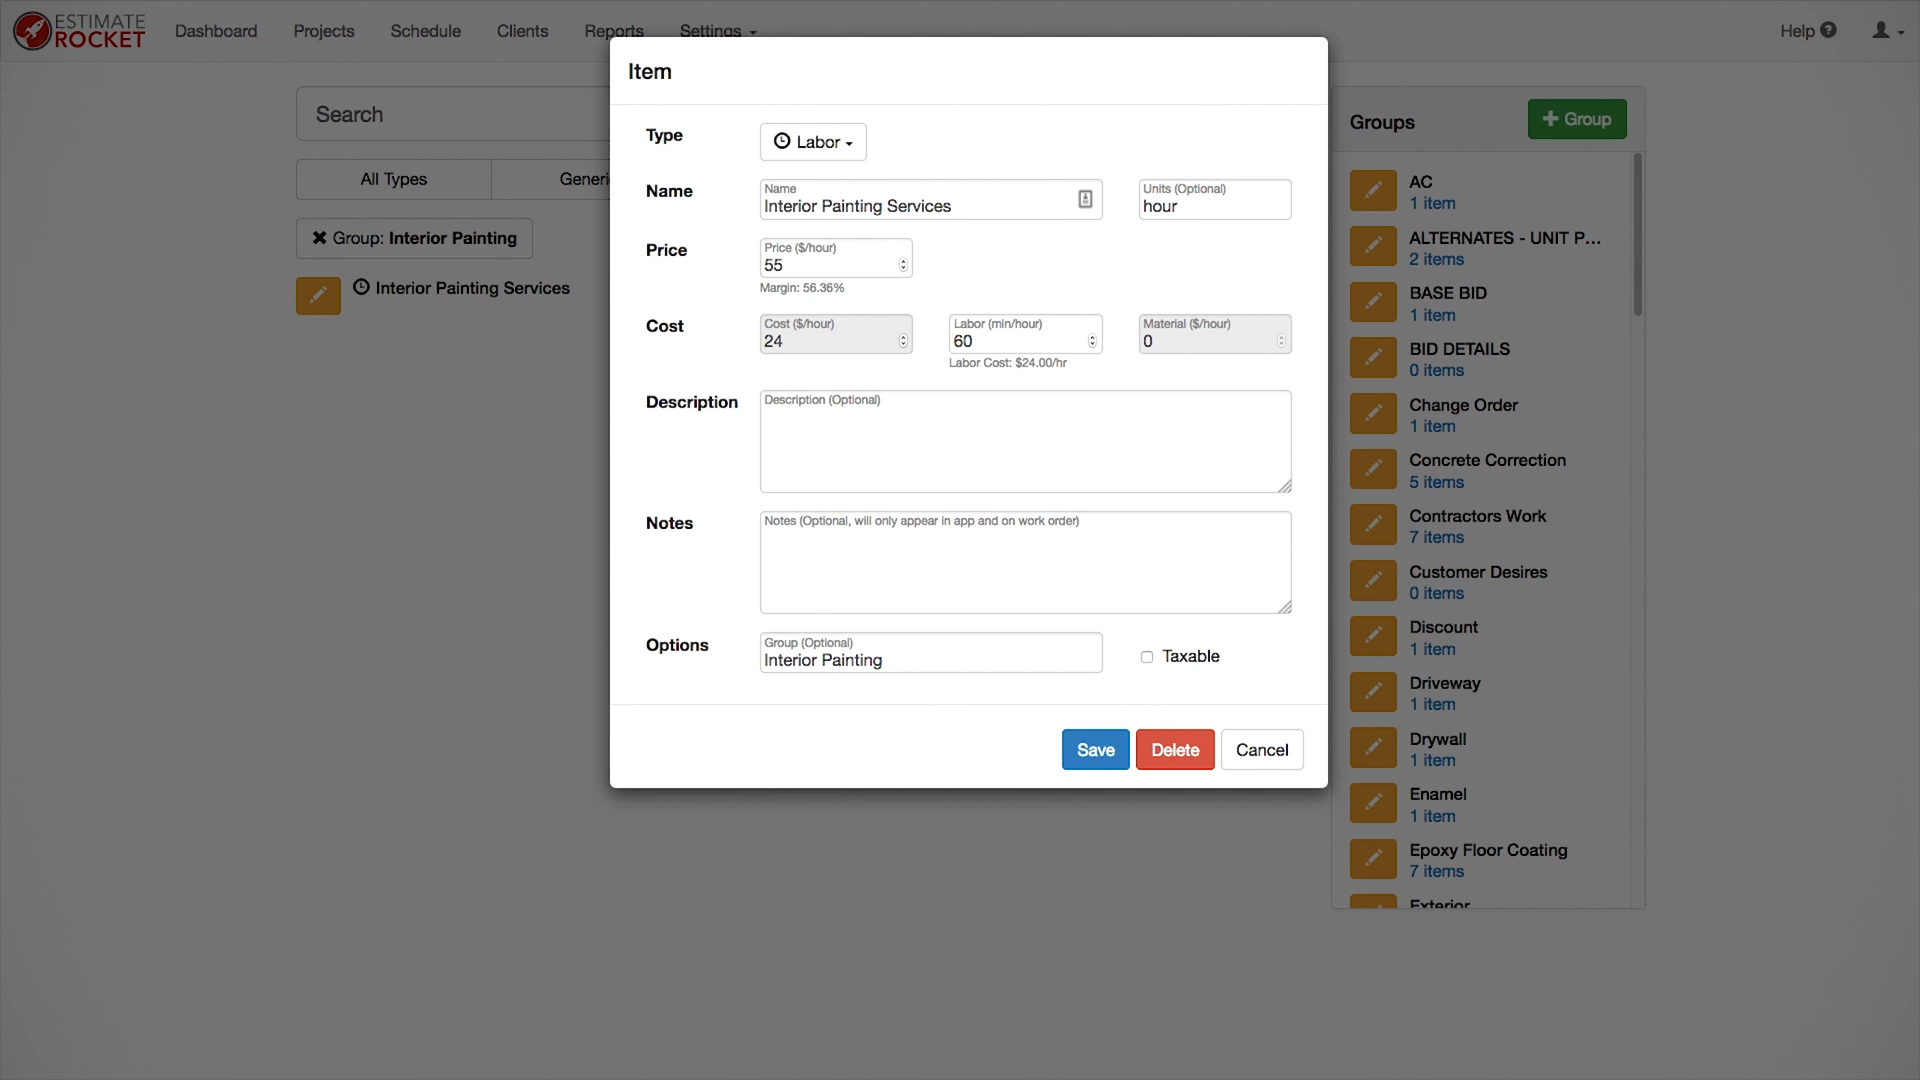 ESTIMATE
ROCKET
Dashboard
Projects
Schedule
Clients
Reports
Settings
Help
Search
All Types
Generi
Group: Interior Painting
Interior Painting Services
Item
Type
Labor
Name
Name
Interior Painting Services
Units (Optional)
hour
Price
Price ($/hour)
55
Margin: 56.36%
Cost
Cost ($/hour)
24
Labor (min/hour)
60
Labor Cost: $24.00/hr
Material ($/hour)
0
Description
Description (Optional)
Notes
Notes (Optional, will only appear in app and on work order)
Options
Group (Optional)
Interior Painting
Taxable
Save
Delete
Cancel
Groups
Group
AC
1 item
ALTERNATES - UNIT P...
2 items
BASE BID
1 item
BID DETAILS
0 items
Change Order
1 item
Concrete Correction
5 items
Contractors Work
7 items
Customer Desires
0 items
Discount
1 item
Driveway
1 item
Drywall
1 item
Enamel
1 item
Epoxy Floor Coating
7 items
Exterior